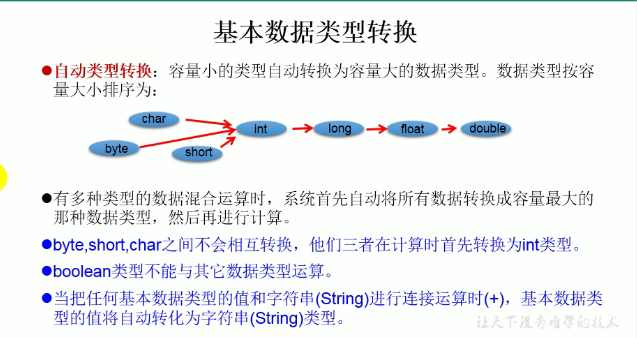 基本数据类型转换
●自动类型转换：容量小的类型自动转换为容量大的数据类型。数据类型按容
量大小排序为：
char
byte
short
int
long
float
double
●有多种类型的数据混合运算时，系统首先自动将所有数据转换成容量最大的
那种数据类型，然后再进行计算。
●byte,short,char之间不会相互转换，他们三者在计算时首先转换为int类型。
●boolean类型不能与其它数据类型运算。
●当把任何基本数据类型的值和字符串(String)进行连接运算时(+)，基本数据类
型的值将自动转化为字符串(String)类型。
让天下没有难学的技术